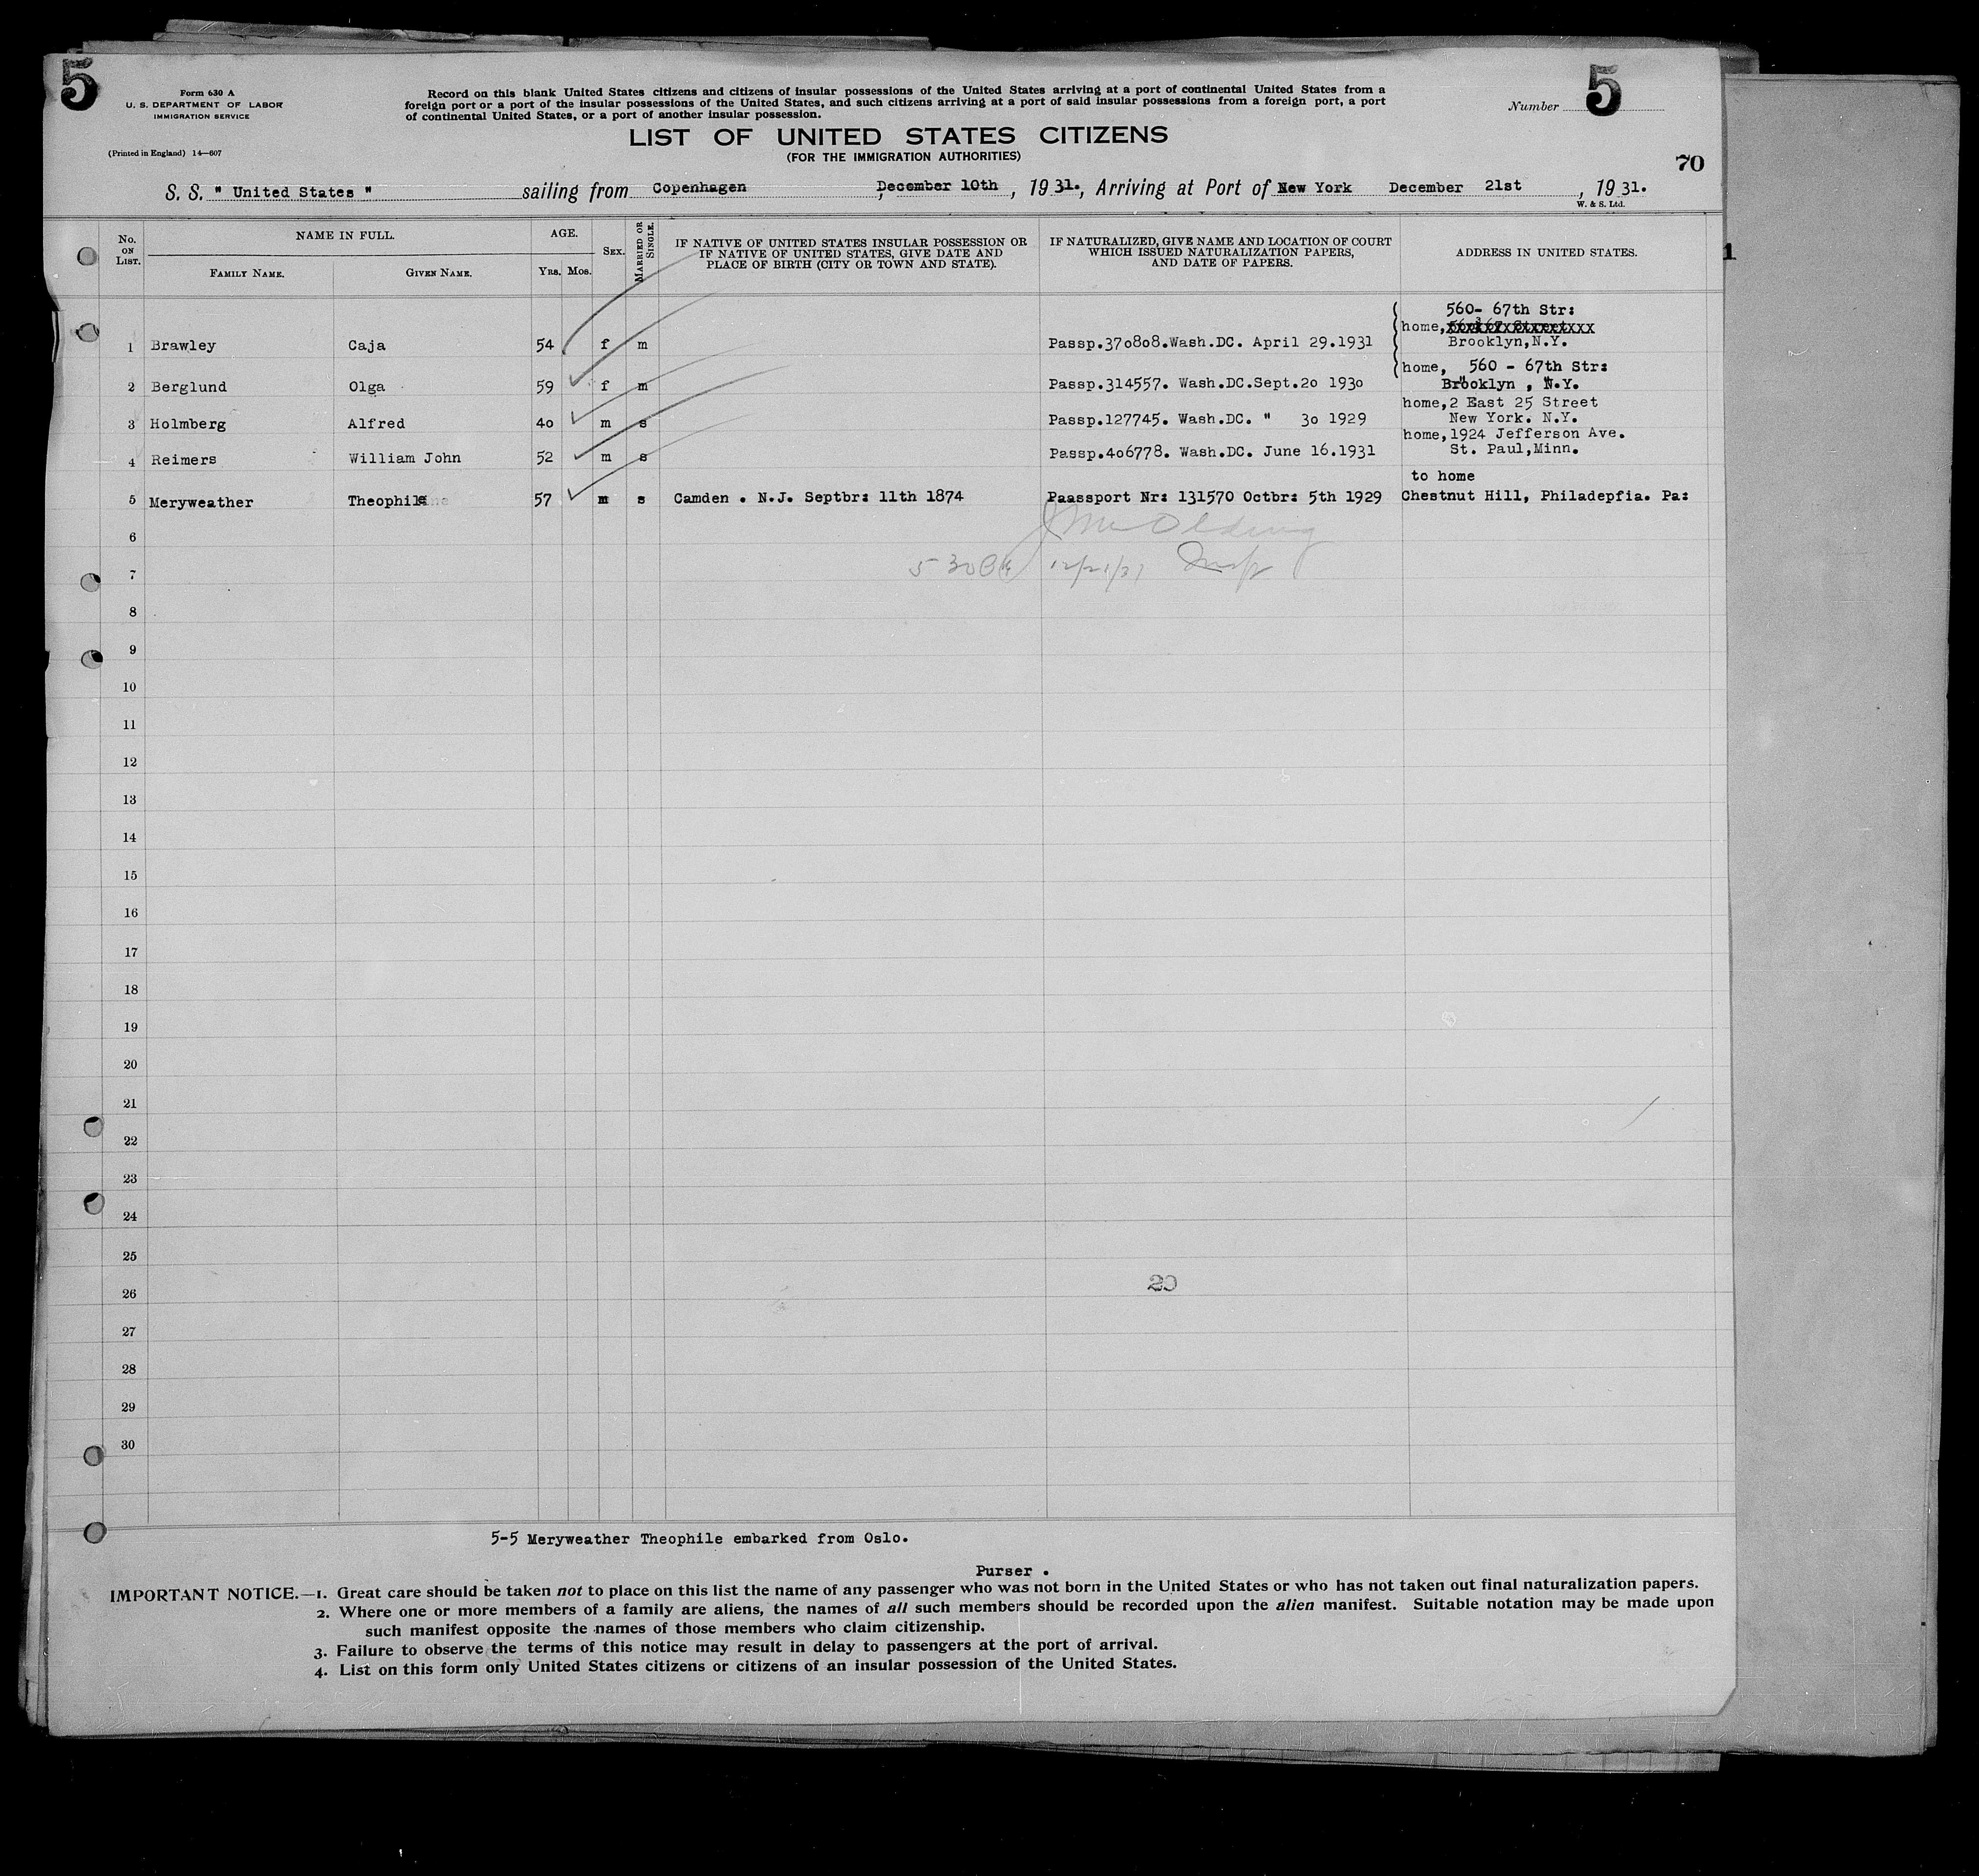 5
Form 630 A
U. S. DEPARTMENT OF LABOR
IMMIGRATION SERVICE
(Printed in England) 14—607
Record on this blank United States citizens and citizens of insular possessions of the United States arriving at a port of continental United States from a
foreign port or a port of the insular possessions of the United States, and such citizens arriving at a port of said insular possessions from a foreign port, a port
of continental United States, or a port of another insular possession.
Number 5
LIST OF UNITED STATES CITIZENS
(FOR THE IMMIGRATION AUTHORITIES)
70
S. S. " United States " sailing from Copenhagen, December 10th, 1931., Arriving at Port of New York December 21st, 1931.
W. & S. Ltd.
No. ON LIST.
NAME IN FULL.
FAMILY NAME. GIVEN NAME.
AGE.
YRS. MOS.
SEX.
MARRIED OR SINGLE.
IF NATIVE OF UNITED STATES INSULAR POSSESSION OR
IF NATIVE OF UNITED STATES, GIVE DATE AND
PLACE OF BIRTH (CITY OR TOWN AND STATE).
IF NATURALIZED, GIVE NAME AND LOCATION OF COURT
WHICH ISSUED NATURALIZATION PAPERS,
AND DATE OF PAPERS.
ADDRESS IN UNITED STATES.
1
560- 67th Str:
home,
1 Brawley Caja 54 f m Passp.370808.Wash.DC. April 29.1931 Brooklyn,N.Y.
home, 560 - 67th Str:
2 Berglund Olga 59 f m Passp.314557. Wash.DC.Sept.20 1930 Brooklyn , N.Y.
home,2 East 25 Street
3 Holmberg Alfred 40 m s Passp.127745. Wash.DC. " 30 1929 New York. N.Y.
home,1924 Jefferson Ave.
4 Reimers William John 52 m s Passp.406778. Wash.DC. June 16.1931 St. Paul,Minn.
to home
5 Meryweather Theophile 57 m s Camden . N.J. Septbr: 11th 1874 Paassport Nr: 131570 Octbr: 5th 1929 Chestnut Hill, Philadepfia. Pa:
6
7 12/21/31 Insp
8
9
10
11
12
13
14
15
16
17
18
19
20
21
22
23
24
25
26 20
27
28
29
30
5-5 Meryweather Theophile embarked from Oslo.
Purser .
IMPORTANT NOTICE.—1. Great care should be taken not to place on this list the name of any passenger who was not born in the United States or who has not taken out final naturalization papers.
2. Where one or more members of a family are aliens, the names of all such members should be recorded upon the alien manifest. Suitable notation may be made upon
such manifest opposite the names of those members who claim citizenship.
3. Failure to observe the terms of this notice may result in delay to passengers at the port of arrival.
4. List on this form only United States citizens or citizens of an insular possession of the United States.